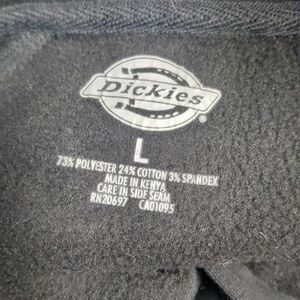 Dickies
®
L
73% POLYESTER 24% COTTON 3% SPANDEX
MADE IN KENYA
CARE IN SIDE SEAM
RN20697 CA01095